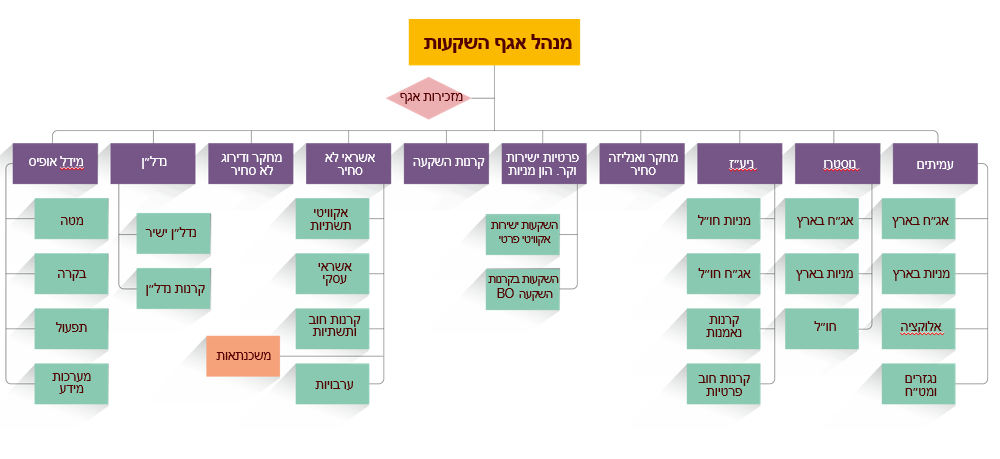 מנהל אגף השקעות
מזכירות אגף
עמיתים
נוסטרו
ניע״ז
מחקר ואנליזה
סחיר
פרטיות ישירות
וקר. הון מניות
קרנות השקעה
אשראי לא
סחיר
מחקר ודירוג
לא סחיר
נדל״ן
מידל אופיס
אג״ח בארץ
מניות בארץ
אלוקציה
נגזרים
ומט״ח
אג״ח בארץ
מניות בארץ
חו״ל
מניות חו״ל
אג״ח חו״ל
קרנות
נאמנות
קרנות חוב
פרטיות
השקעות ישירות
אקוויטי פרטי
השקעות בקרנות
השקעה BO
אקוויטי
תשתיות
אשראי
עסקי
קרנות חוב
ותשתיות
משכנתאות
ערבויות
נדל״ן ישיר
קרנות נדל״ן
מטה
בקרה
תפעול
מערכות
מידע